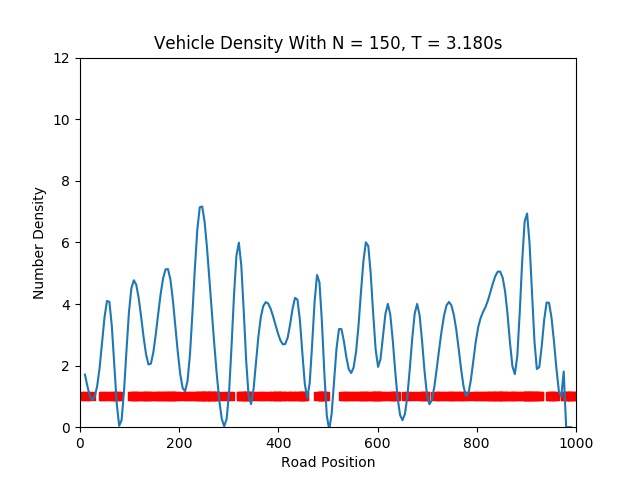 Vehicle Density With N = 150, T = 3.180s
12
10
8
6
4
2
0
Number Density
0 200 400 600 800 1000
Road Position